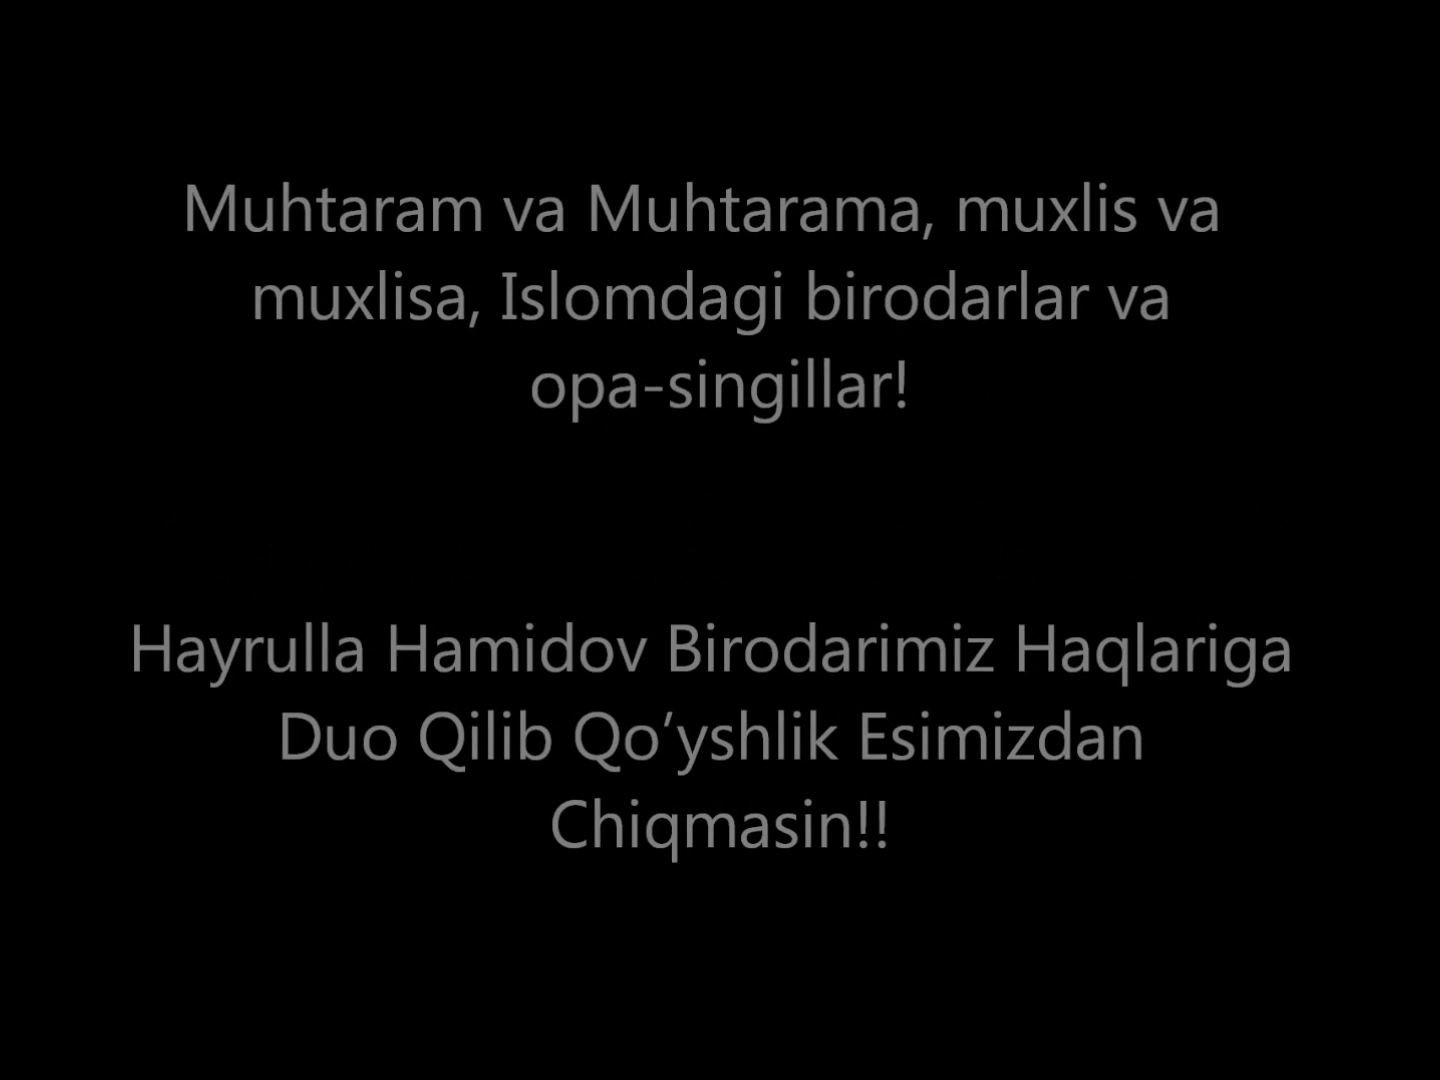 Muhtaram va Muhtarama, muxlis va
muxlisa, Islomdagi birodarlar va
opa-singillar!
Hayrulla Hamidov Birodarimiz Haqlariga
Duo Qilib Qo‘yshlik Esimizdan
Chiqmasin!!